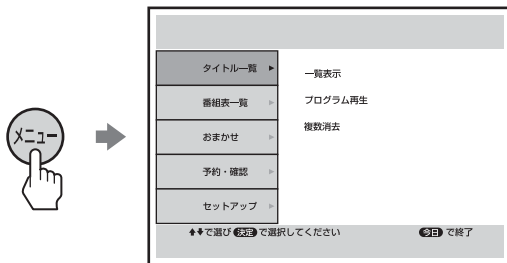 メニュー
タイトル一覧
一覧表示
番組表一覧
プログラム再生
おまかせ
複数消去
予約・確認
セットアップ
で選び 決定 で選択してください
今日 で終了